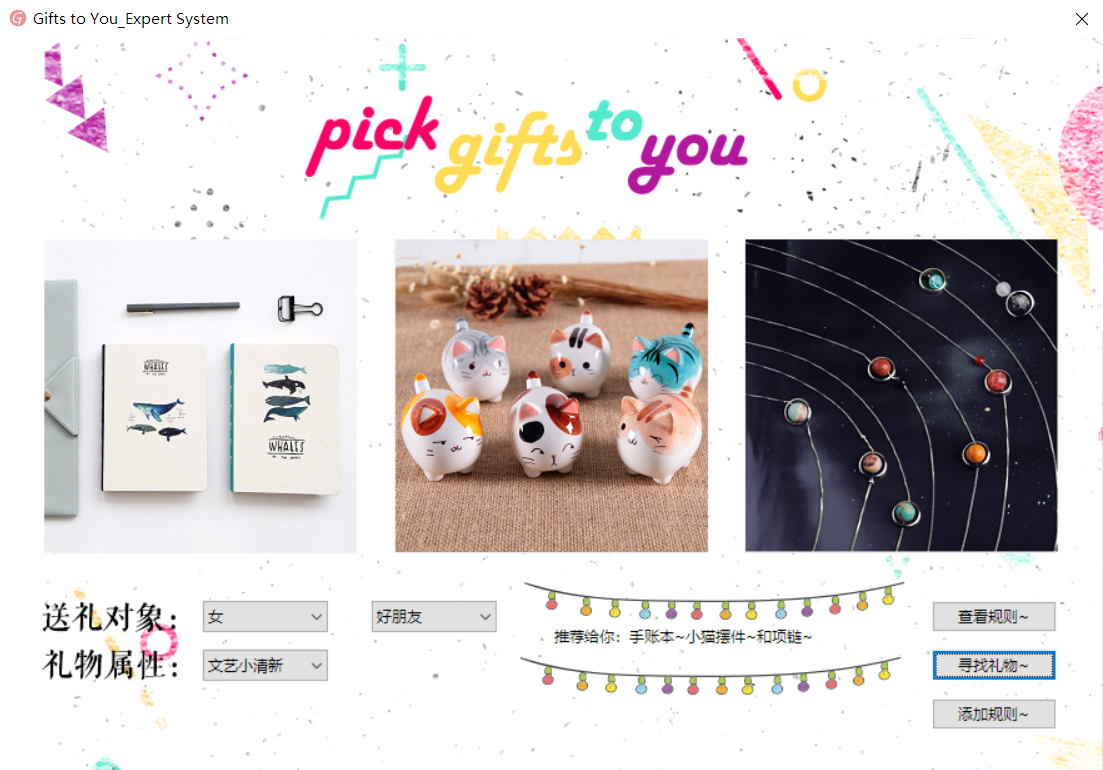 Gifts to You_Expert System
pick gifts to you
WHALES
WHALES
送礼对象：
女
好朋友
礼物属性：
文艺小清新
推荐给你：手账本~小猫摆件~和项链~
查看规则~
寻找礼物~
添加规则~